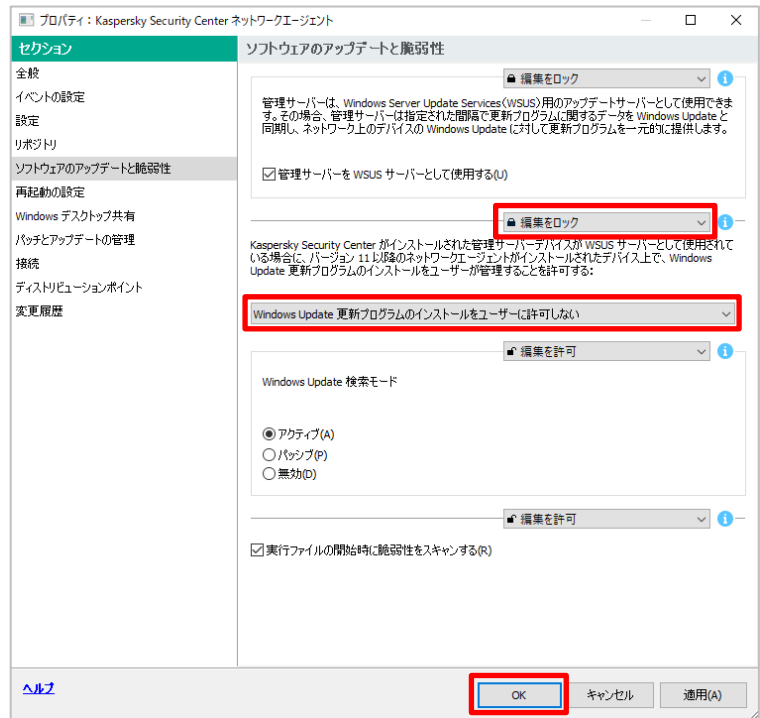 プロパティ：Kaspersky Security Center ネットワークエージェント
セクション
全般
イベントの設定
設定
リポジトリ
ソフトウェアのアップデートと脆弱性
再起動の設定
Windows デスクトップ共有
パッチとアップデートの管理
接続
ディストリビューションポイント
変更履歴
ソフトウェアのアップデートと脆弱性
編集をロック
管理サーバーは、Windows Server Update Services(WSUS)用のアップデートサーバーとして使用できま
す。その場合、管理サーバーは指定された間隔で更新プログラムに関するデータを Windows Update と
同期し、ネットワーク上のデバイスの Windows Update に対して更新プログラムを一元的に提供します。
管理サーバーを WSUS サーバーとして使用する(U)
編集をロック
Kaspersky Security Center がインストールされた管理サーバーデバイスが WSUS サーバーとして使用されて
いる場合に、バージョン 11 以降のネットワークエージェントがインストールされたデバイス上で、Windows
Update 更新プログラムのインストールをユーザーが管理することを許可する:
Windows Update 更新プログラムのインストールをユーザーに許可しない
編集を許可
Windows Update 検索モード
アクティブ(A)
パッシブ(P)
無効(D)
編集を許可
実行ファイルの開始時に脆弱性をスキャンする(R)
ヘルプ
OK
キャンセル
適用(A)